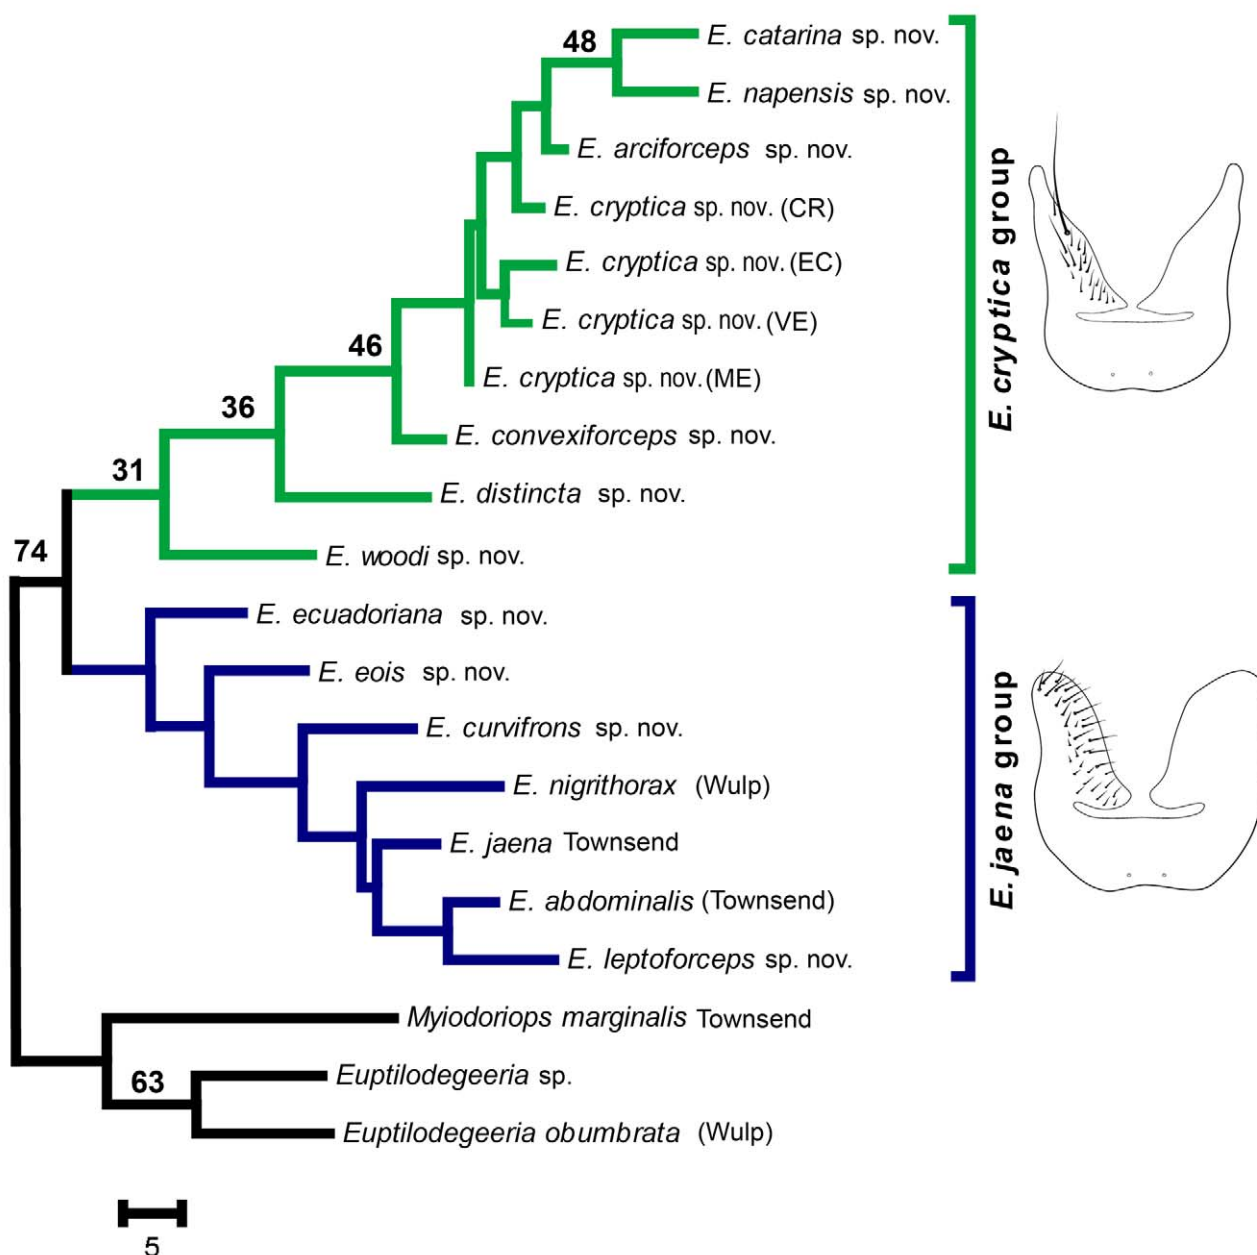 48
E. catarina sp. nov.
E. napensis sp. nov.
E. arciforceps sp. nov.
E. cryptica sp. nov. (CR)
E. cryptica sp. nov. (EC)
E. cryptica sp. nov. (VE)
46
E. cryptica sp. nov. (ME)
36
E. convexiforceps sp. nov.
31
E. distincta sp. nov.
74
E. woodi sp. nov.
E. cryptica group
E. ecuadoriana sp. nov.
E. eois sp. nov.
E. curvifrons sp. nov.
E. nigrithorax (Wulp)
E. jaena Townsend
E. abdominalis (Townsend)
E. leptoforceps sp. nov.
E. jaena group
Myiodoriops marginalis Townsend
63
Euptilodegeeria sp.
Euptilodegeeria obumbrata (Wulp)
5